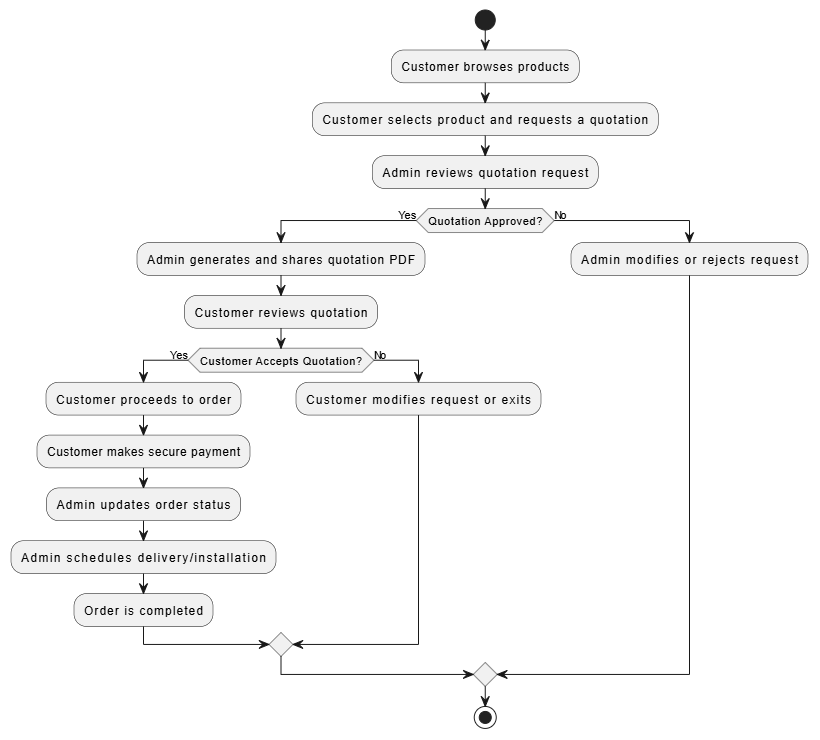 Customer browses products
Customer selects product and requests a quotation
Admin reviews quotation request
Yes
Quotation Approved?
No
Admin generates and shares quotation PDF
Admin modifies or rejects request
Customer reviews quotation
Yes
Customer Accepts Quotation?
No
Customer proceeds to order
Customer modifies request or exits
Customer makes secure payment
Admin updates order status
Admin schedules delivery/installation
Order is completed